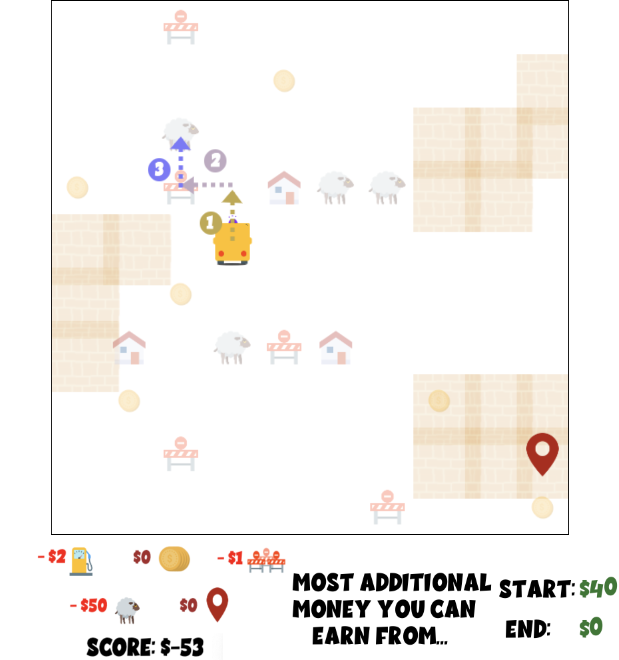 3
2
1
- $2
$0
- $1
- $50
$0
SCORE: $-53
MOST ADDITIONAL
MONEY YOU CAN
EARN FROM...
START: $40
END: $0